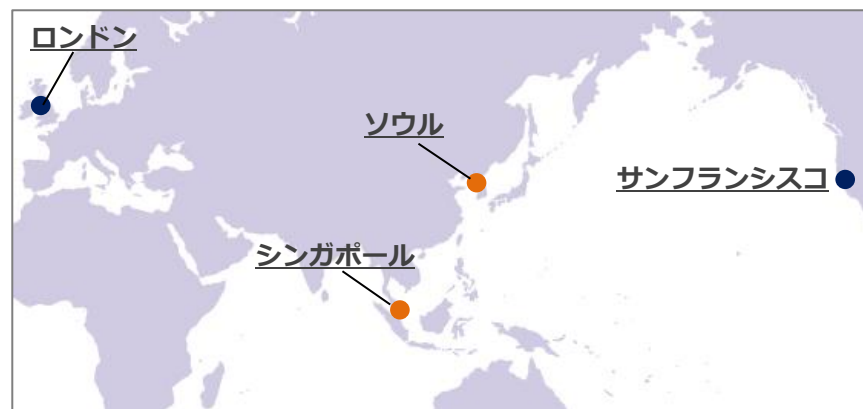 ロンドン
ソウル
サンフランシスコ
シンガポール